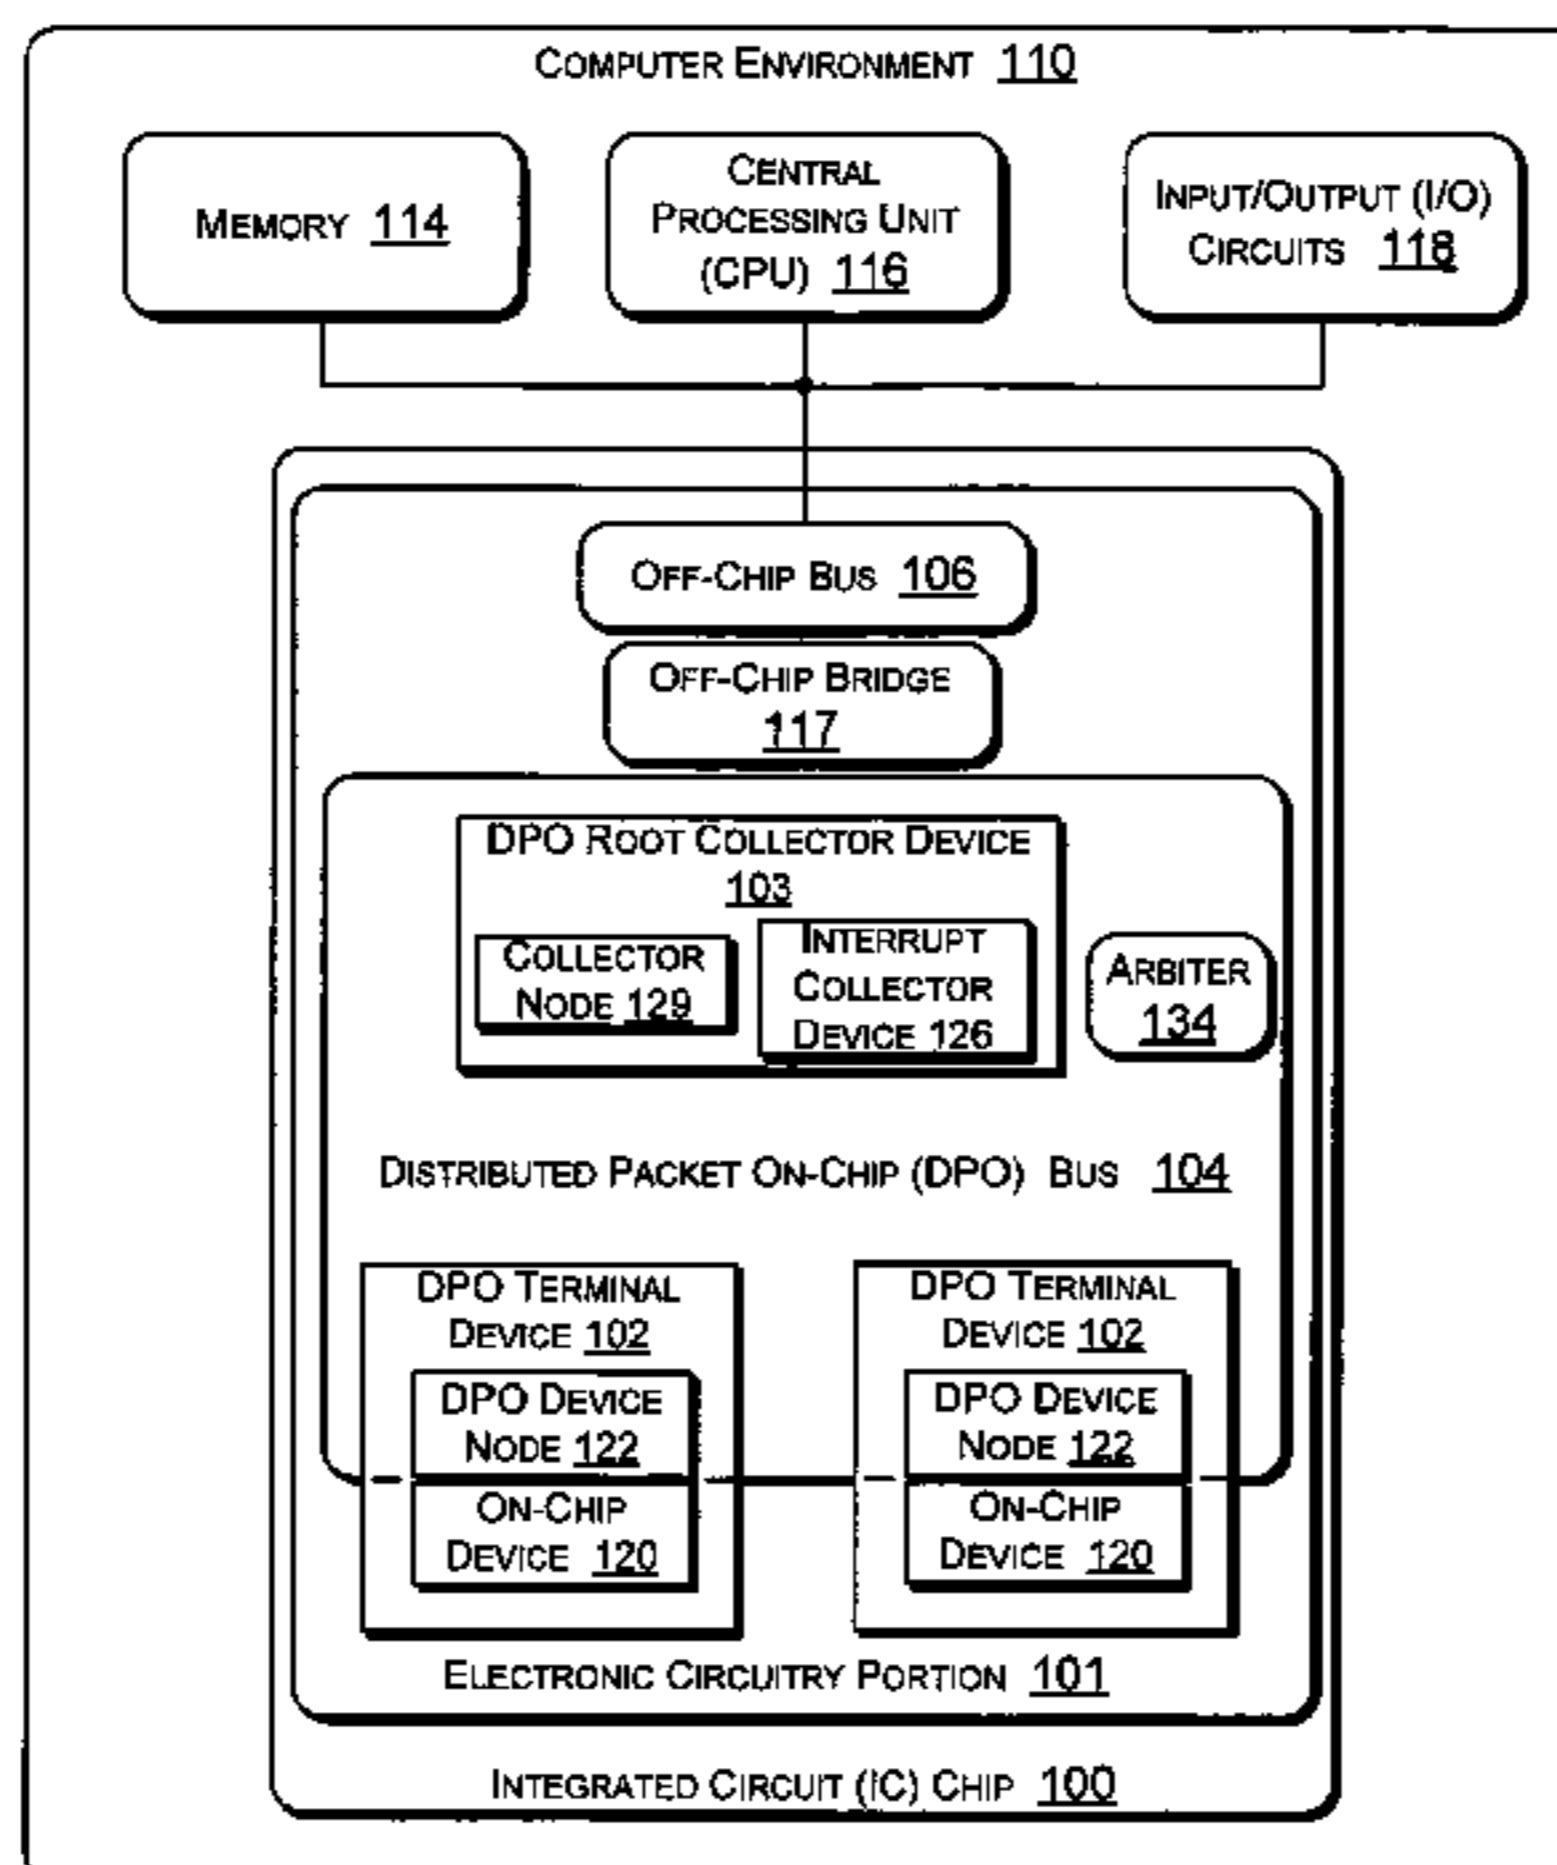 COMPUTER ENVIRONMENT 110
MEMORY 114
CENTRAL
PROCESSING UNIT
(CPU) 116
INPUT/OUTPUT (I/O)
CIRCUITS 118
OFF-CHIP BUS 106
OFF-CHIP BRIDGE
117
DPO ROOT COLLECTOR DEVICE
103
COLLECTOR
NODE 129
INTERRUPT
COLLECTOR
DEVICE 126
ARBITER
134
DISTRIBUTED PACKET ON-CHIP (DPO) BUS 104
DPO TERMINAL
DEVICE 102
DPO DEVICE
NODE 122
ON-CHIP
DEVICE 120
DPO TERMINAL
DEVICE 102
DPO DEVICE
NODE 122
ON-CHIP
DEVICE 120
ELECTRONIC CIRCUITRY PORTION 101
INTEGRATED CIRCUIT (IC) CHIP 100